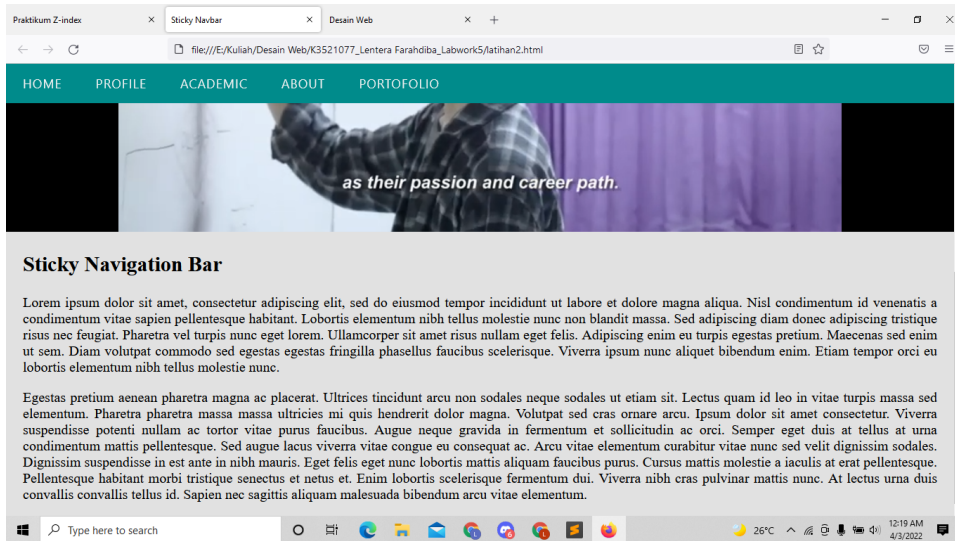 Praktikum Z-index
Sticky Navbar
Desain Web
file:///E:/Kuliah/Desain Web/K3521077_Lentera Farahdiba_Labwork5/latihan2.html
HOME PROFILE ACADEMIC ABOUT PORTOFOLIO
as their passion and career path.
Sticky Navigation Bar
Lorem ipsum dolor sit amet, consectetur adipiscing elit, sed do eiusmod tempor incididunt ut labore et dolore magna aliqua. Nisl condimentum id venenatis a
condimentum vitae sapien pellentesque habitant. Lobortis elementum nibh tellus molestie nunc non blandit massa. Sed adipiscing diam donec adipiscing tristique
risus nec feugiat. Pharetra vel turpis nunc eget lorem. Ullamcorper sit amet risus nullam eget felis. Adipiscing enim eu turpis egestas pretium. Maecenas sed enim
ut sem. Diam volutpat commodo sed egestas egestas fringilla phasellus faucibus scelerisque. Viverra ipsum nunc aliquet bibendum enim. Etiam tempor orci eu
lobortis elementum nibh tellus molestie nunc.
Egestas pretium aenean pharetra magna ac placerat. Ultrices tincidunt arcu non sodales neque sodales ut etiam sit. Lectus quam id leo in vitae turpis massa sed
elementum. Pharetra pharetra massa massa ultricies mi quis hendrerit dolor magna. Volutpat sed cras ornare arcu. Ipsum dolor sit amet consectetur. Viverra
suspendisse potenti nullam ac tortor vitae purus faucibus. Augue neque gravida in fermentum et sollicitudin ac orci. Semper eget duis at tellus at urna
condimentum mattis pellentesque. Sed augue lacus viverra vitae congue eu consequat ac. Arcu vitae elementum curabitur vitae nunc sed velit dignissim sodales.
Dignissim suspendisse in est ante in nibh mauris. Eget felis eget nunc lobortis mattis aliquam faucibus purus. Cursus mattis molestie a iaculis at erat pellentesque.
Pellentesque habitant morbi tristique senectus et netus et. Enim lobortis scelerisque fermentum dui. Viverra nibh cras pulvinar mattis nunc. At lectus urna duis
convallis convallis tellus id. Sapien nec sagittis aliquam malesuada bibendum arcu vitae elementum.
Type here to search
26°C
12:19 AM
4/3/2022